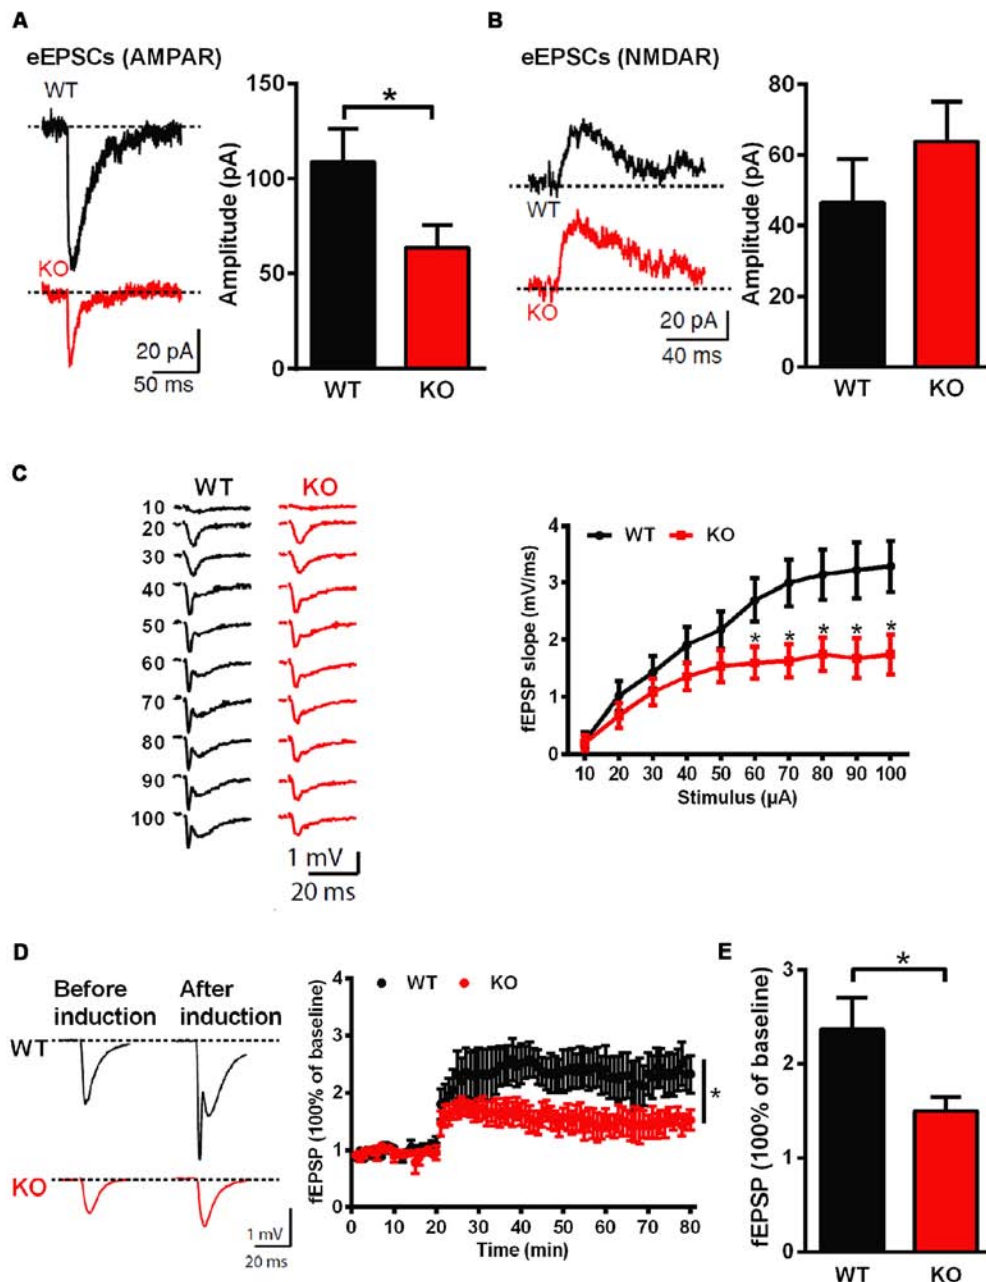 A
eEPSCs (AMPAR)
WT
KO
20 pA
50 ms
Amplitude (pA)
150
100
50
0
*
WT KO
B
eEPSCs (NMDAR)
WT
KO
20 pA
40 ms
Amplitude (pA)
80
60
40
20
0
WT KO
C
WT KO
10
20
30
40
50
60
70
80
90
100
1 mV
20 ms
WT KO
fEPSP slope (mV/ms)
4
3
2
1
0
* * * * *
10 20 30 40 50 60 70 80 90 100
Stimulus (µA)
D
Before induction
After induction
WT
KO
1 mV
20 ms
WT KO
fEPSP (100% of baseline)
4
3
2
1
0
*
0 10 20 30 40 50 60 70 80
Time (min)
E
fEPSP (100% of baseline)
3
2
1
0
*
WT KO